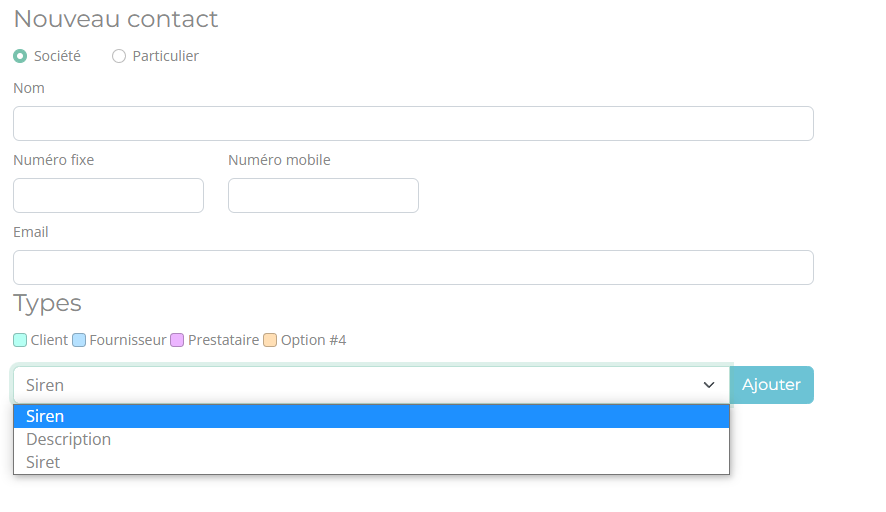 Nouveau contact
Société Particulier
Nom
Numéro fixe Numéro mobile
Email
Types
Client Fournisseur Prestataire Option #4
Siren Ajouter
Siren
Description
Siret